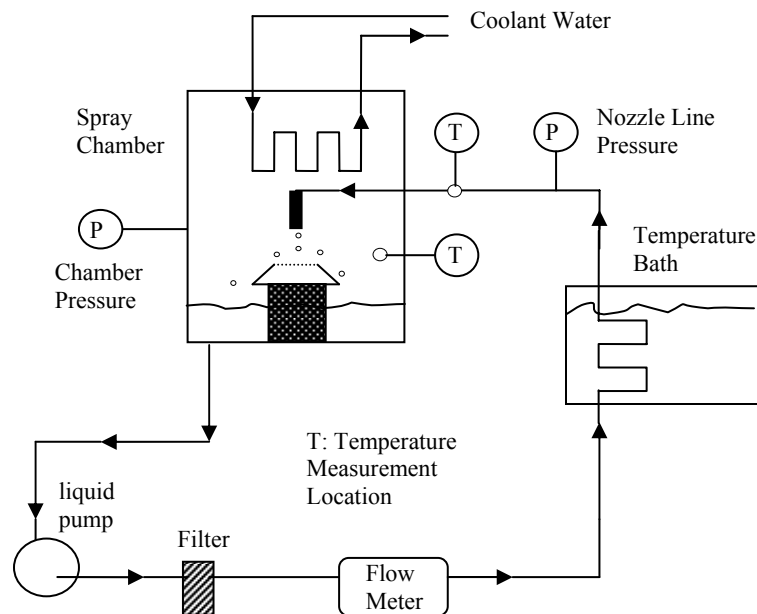 Coolant Water
Spray
Chamber
T
P
Nozzle Line
Pressure
P
Chamber
Pressure
T
Temperature
Bath
T: Temperature
Measurement
Location
liquid
pump
Filter
Flow
Meter